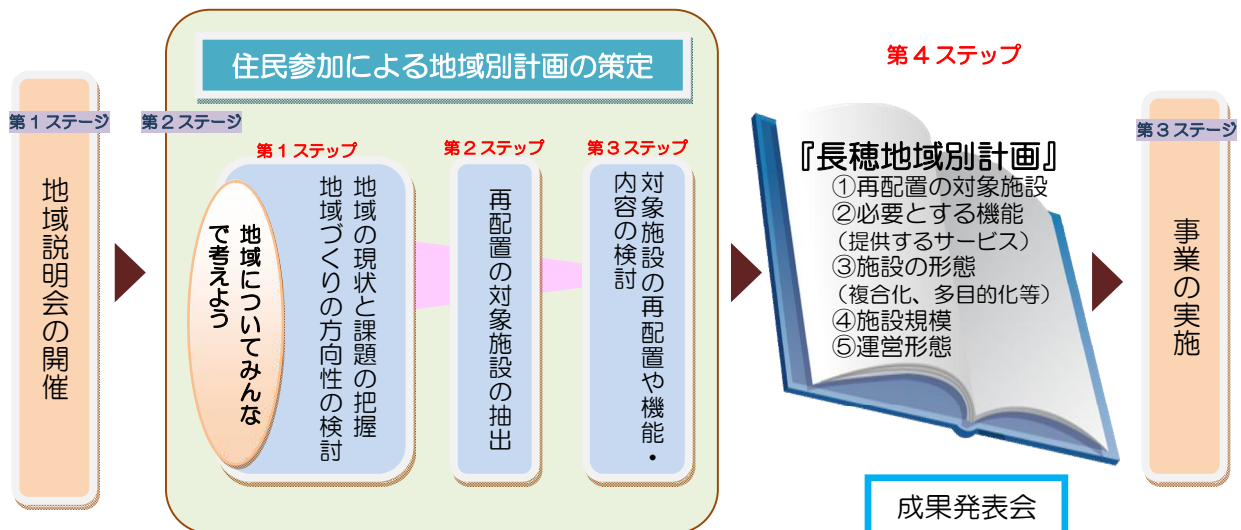 第１ステージ
地域説明会の開催
第２ステージ
住民参加による地域別計画の策定
第１ステップ
地域の現状と課題の把握
地域づくりの方向性の検討
地域についてみんな
で考えよう
第２ステップ
再配置の対象施設の抽出
第３ステップ
対象施設の再配置や機能・
内容の検討
第４ステップ
『長穂地域別計画』
①再配置の対象施設
②必要とする機能
（提供するサービス）
③施設の形態
（複合化、多目的化等）
④施設規模
⑤運営形態
成果発表会
第３ステージ
事業の実施